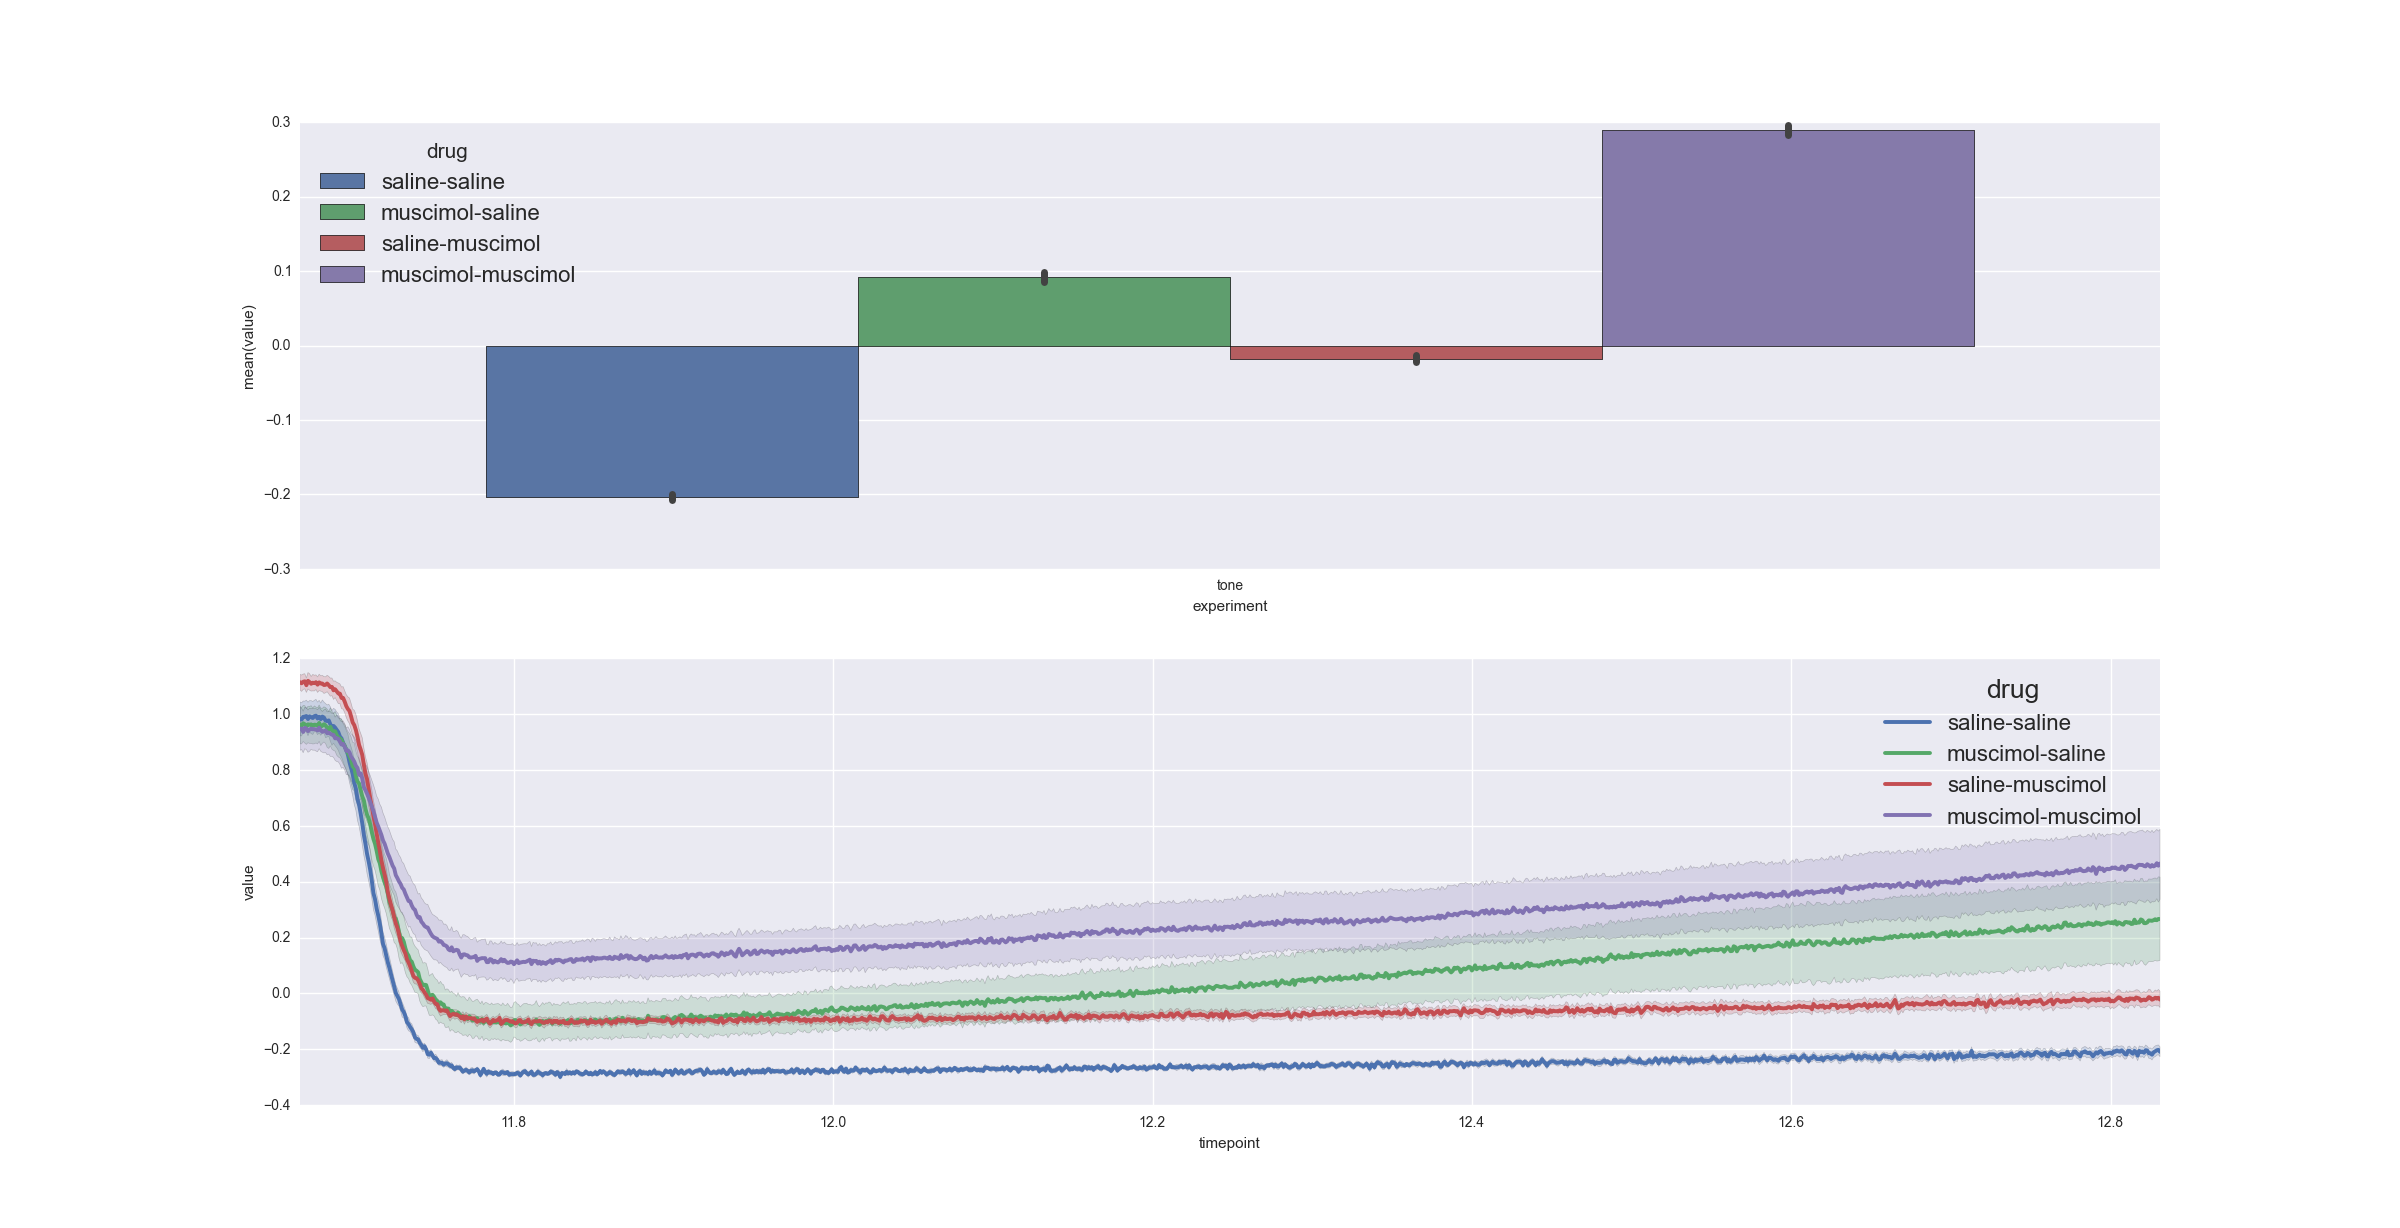 0.3
0.2
0.1
0.0
−0.1
−0.2
−0.3
mean(value)
drug
saline-saline
muscimol-saline
saline-muscimol
muscimol-muscimol
tone
experiment
1.2
1.0
0.8
0.6
0.4
0.2
0.0
−0.2
−0.4
value
drug
saline-saline
muscimol-saline
saline-muscimol
muscimol-muscimol
11.8 12.0 12.2 12.4 12.6 12.8
timepoint